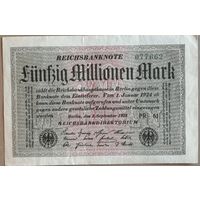 REICHSBANKNOTE
077662
Fünfzig Millionen Mark
zahlt die Reichsbankhauptkasse in Berlin gegen diese
Banknote dem Einlieferer. Vom 1. Januar 1924 ab
kann diese Banknote aufgerufen und unter Umtausch
gegen andere gesetzliche Zahlungsmittel eingezogen
werden
Berlin, den 1. September 1923
REICHSBANKDIREKTORIUM